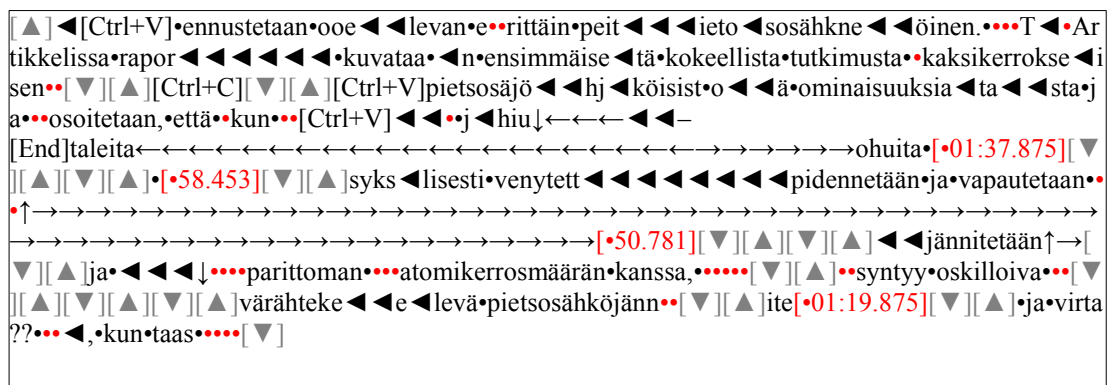 [▲]◄[Ctrl+V]•ennustetaan•ooe◄◄levan•e••rittäin•peit◄◄◄ieto◄sosähkne◄◄öinen.•••••T◄•Ar
tikkelissa•rapor◄◄◄◄◄◄•kuvataa•◄n•ensimmäise◄tä•kokeellista•tutkimusta••kaksikerrokse◄i
sen••[▼][▲][Ctrl+C][▼][▲][Ctrl+V]pietsosäjö◄◄hj◄köisist•o◄◄ä•ominaisuuksia◄ta◄◄sta•j
a•••osoitetaan,•että••kun•••[Ctrl+V]◄◄••j◄hiu↓←←←◄◄–
[End]taleita←←←←←←←←←←←←←←←←←←←→→→→→→→→ohuita•[•01:37.875][▼
][▲][▼][▲]•[•58.453][▼][▲]syks◄lisesti•venytett◄◄◄◄◄◄◄◄pidennetään•ja•vapautetaan••
•↑→→→→→→→→→→→→→→→→→→→→→→→→→→→→→→→→→→→→→→→→
→→→→→→→→→→→→→→→→→→→→→→[•50.781][▼][▲][▼][▲]◄◄jännitetään↑→[
▼][▲]ja•◄◄◄↓••••parittoman••••atomikerrosmäärän•kanssa,••••••[▼][▲]••syntyy•oskilloiva•••[▼
][▲][▼][▲][▼][▲]värähteke◄◄e◄levä•pietsosähköjänn••[▼][▲]ite[•01:19.875][▼][▲]•ja•virta
??•••◄,•kun•taas•••••[▼]